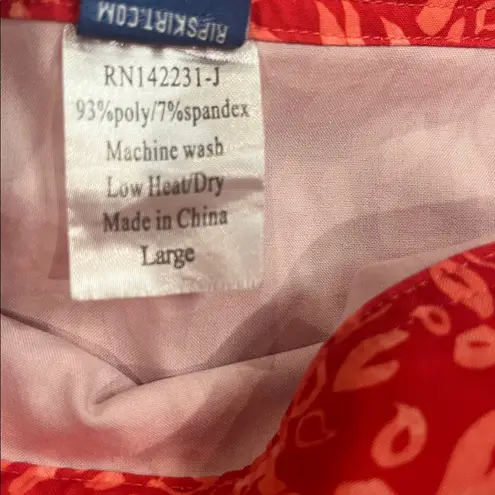 RIPSKIRT.COM
RN142231-J
93%poly/7%spandex
Machine wash
Low Heat/Dry
Made in China
Large